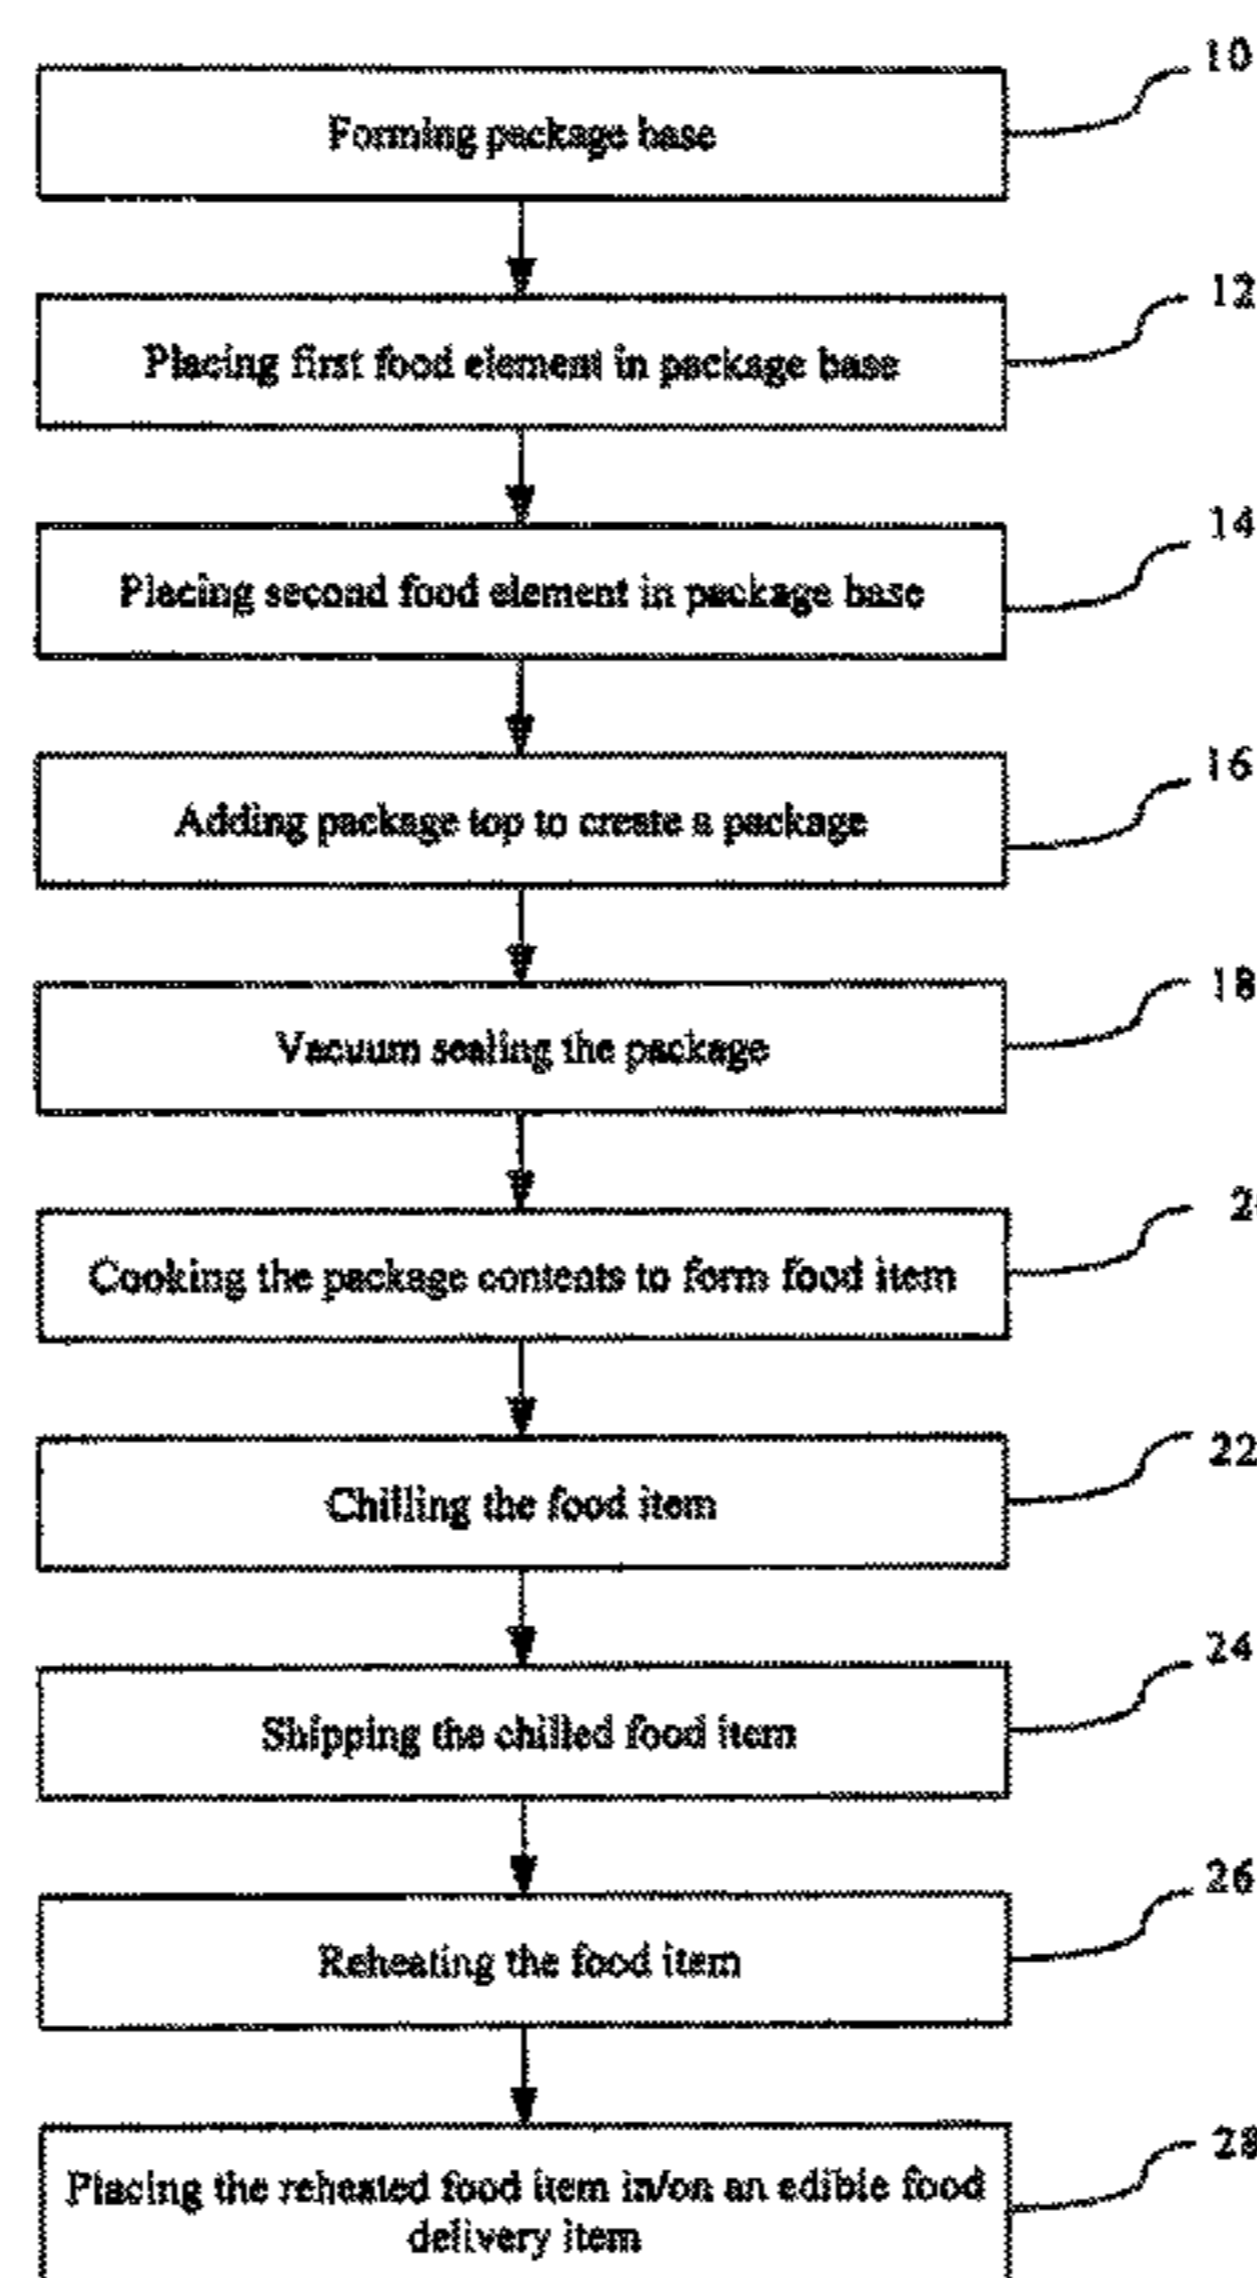 10
Forming package base
12
Placing first food element in package base
14
Placing second food element in package base
16
Adding package top to create a package
18
Vacuum sealing the package
2
Cooking the package contents to form food item
22
Chilling the food item
24
Shipping the chilled food item
26
Reheating the food item
28
Placing the reheated food item in/on an edible food
delivery item